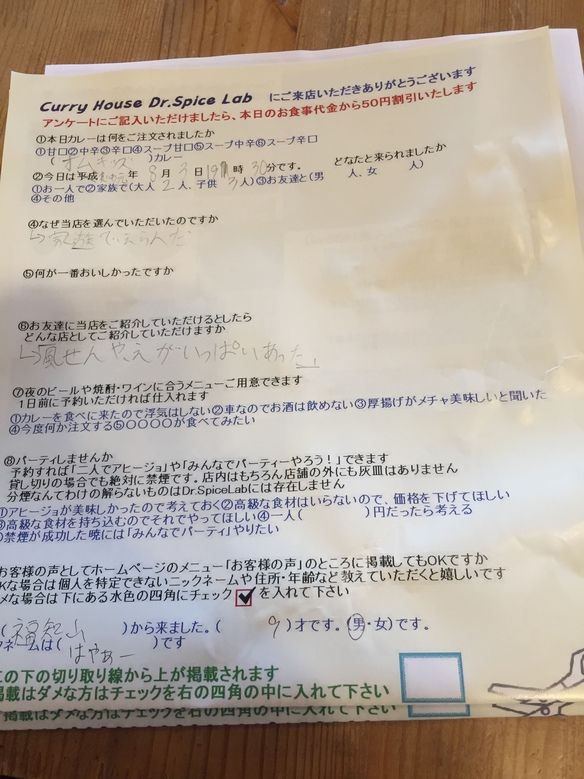 Curry House Dr.Spice Lab にご来店いただきありがとうございます
アンケートにご記入いただけましたら、本日のお食事代金から50円割引いたします
①本日カレーは何をご注文されましたか
①甘口②中辛③辛口④スープ甘口⑤スープ中辛⑥スープ辛口
(オムキッズ)カレー
②今日は平成 年 8月3日19時30分です。 どなたと来られましたか
①お一人で②家族で(大人2人、子供3人)③お友達と(男 人、女 人)
④その他
④なぜ当店を選んでいただいたのですか
↳家族でえらんだ
⑤何が一番おいしかったですか
⑥お友達に当店をご紹介していただけるとしたら
どんな店としてご紹介していただけますか
↳風せんやえがいっぱいあった
⑦夜のビールや焼酎・ワインに合うメニューご用意できます
1日前に予約いただければ仕入れます
①カレーを食べに来たので浮気はしない②車なのでお酒は飲めない③厚揚げがメチャ美味しいと聞いた
④今度何か注文する⑤○○○○が食べてみたい
⑧パーティしませんか
予約すれば「二人でアヒージョ」や「みんなでパーティーやろう!」できます
貸し切りの場合でも絶対に禁煙です。店内はもちろん店舗の外にも灰皿はありません
分煙なんてわけの解らないものはDr.SpiceLabには存在しません
①アヒージョが美味しかったので考えておく②高級な食材はいらないので、価格を下げてほしい
③高級な食材を持ち込むのでそれでやってほしい④一人( )円だったら考える
禁煙が成功した暁には「みんなでパーティ」やりたい
お客様の声としてホームページのメニュー「お客様の声」のところに掲載してもOKですか
Kな場合は個人を特定できないニックネームや住所・年齢など教えていただくと嬉しいです
メな場合は下にある水色の四角にチェック☑を入れて下さい
(福知山)から来ました。(9)才です。(男・女)です。
クネームは(はやあー)です
この下の切り取り線から上が掲載されます
掲載はダメな方はチェックを右の四角の中に入れて下さい
掲載はダメな方はチェックを右の四角の中に入れて下さい